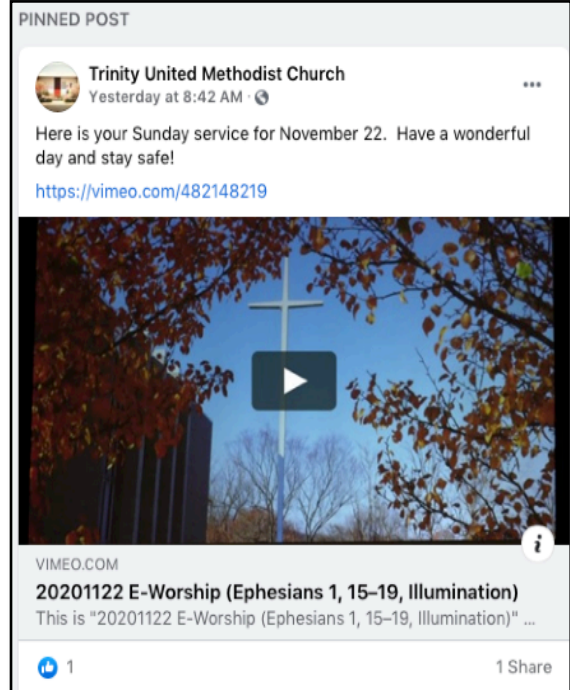 PINNED POST
Trinity United Methodist Church
Yesterday at 8:42 AM ·
Here is your Sunday service for November 22.  Have a wonderful
day and stay safe!
https://vimeo.com/482148219
i
VIMEO.COM
20201122 E-Worship (Ephesians 1, 15–19, Illumination)
This is "20201122 E-Worship (Ephesians 1, 15–19, Illumination)" ...
1
1 Share